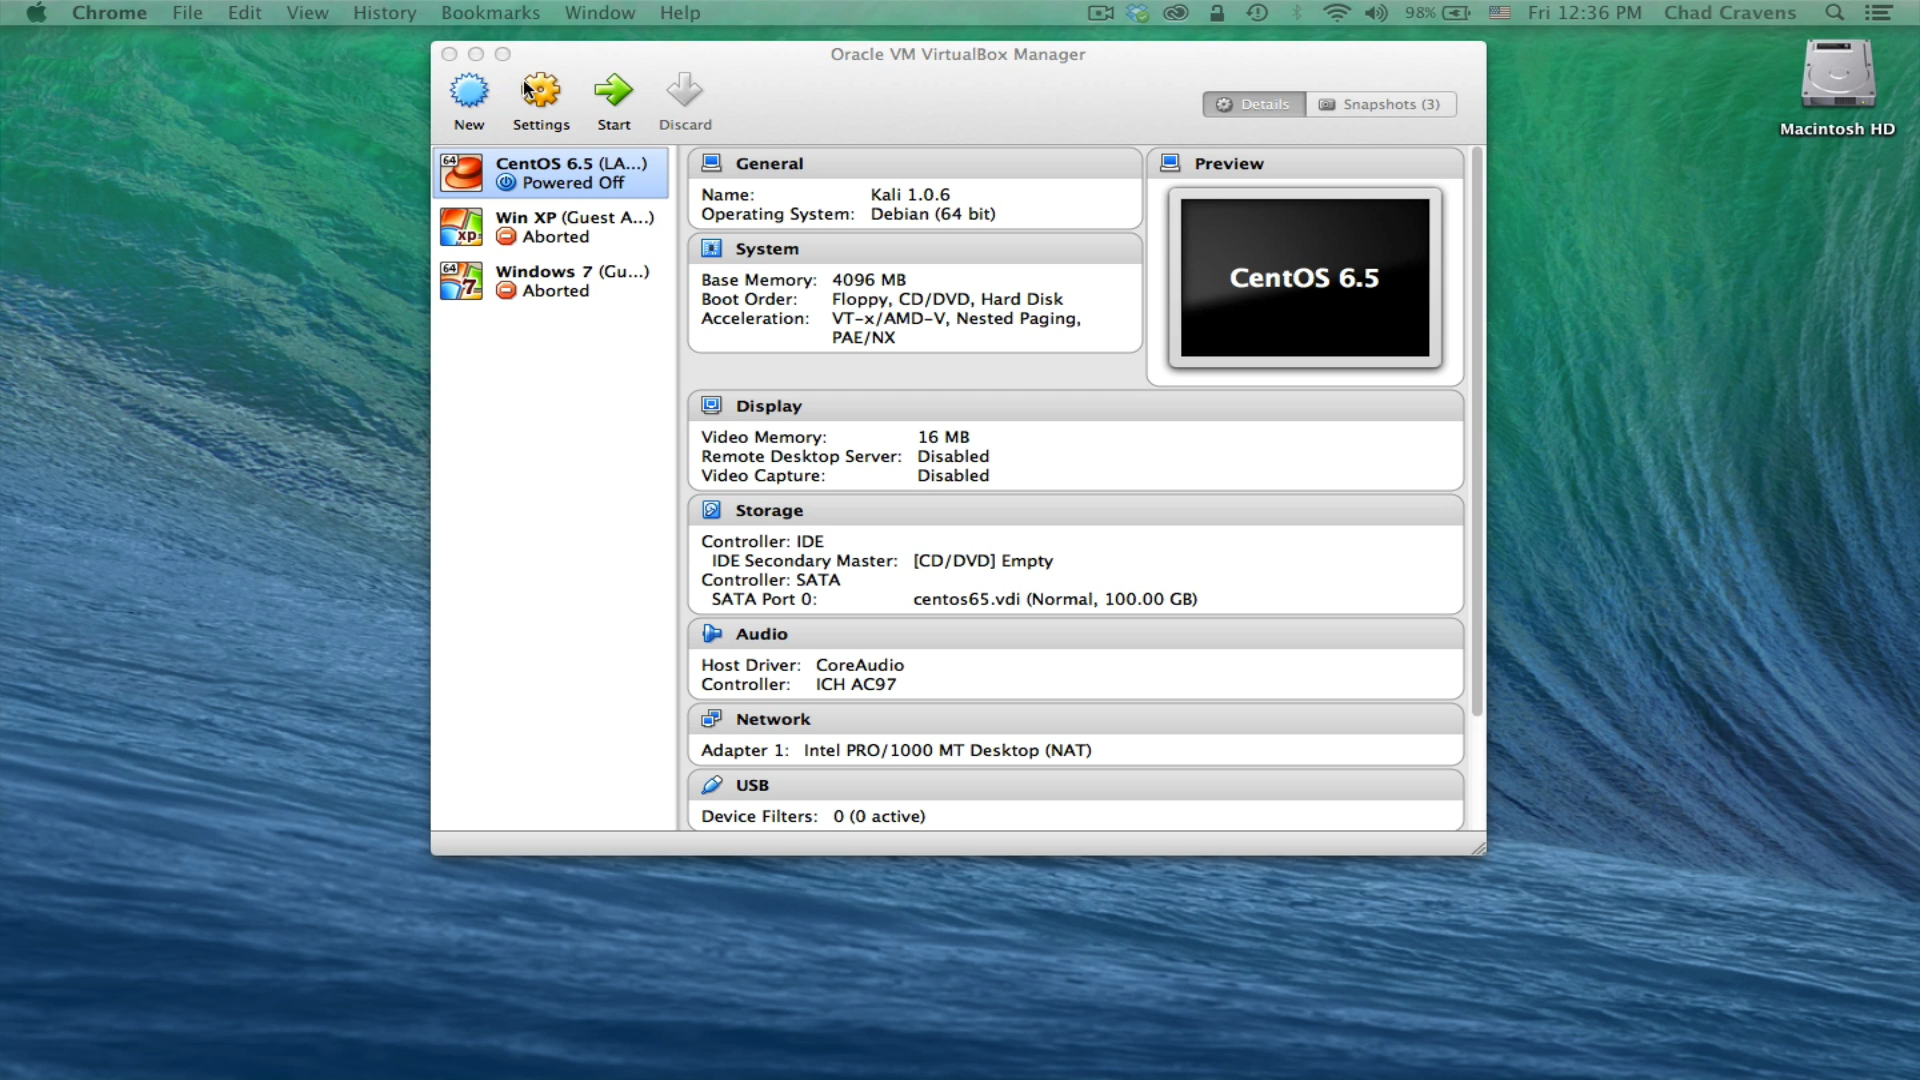 Chrome File Edit View History Bookmarks Window Help 98% Fri 12:36 PM Chad Cravens
Oracle VM VirtualBox Manager
New Settings Start Discard
Details Snapshots (3)
Macintosh HD
64 CentOS 6.5 (LA...)
Powered Off
xp Win XP (Guest A...)
Aborted
64 7 Windows 7 (Gu...)
Aborted
General
Name: Kali 1.0.6
Operating System: Debian (64 bit)
System
Base Memory: 4096 MB
Boot Order: Floppy, CD/DVD, Hard Disk
Acceleration: VT-x/AMD-V, Nested Paging,
PAE/NX
Preview
CentOS 6.5
Display
Video Memory: 16 MB
Remote Desktop Server: Disabled
Video Capture: Disabled
Storage
Controller: IDE
IDE Secondary Master: [CD/DVD] Empty
Controller: SATA
SATA Port 0: centos65.vdi (Normal, 100.00 GB)
Audio
Host Driver: CoreAudio
Controller: ICH AC97
Network
Adapter 1: Intel PRO/1000 MT Desktop (NAT)
USB
Device Filters: 0 (0 active)